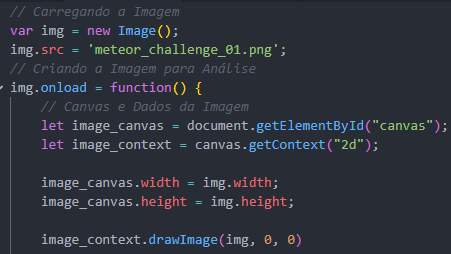 // Carregando a Imagem
var img = new Image();
img.src = 'meteor_challenge_01.png';
// Criando a Imagem para Análise
img.onload = function() {
// Canvas e Dados da Imagem
let image_canvas = document.getElementById("canvas");
let image_context = canvas.getContext("2d");
image_canvas.width = img.width;
image_canvas.height = img.height;
image_context.drawImage(img, 0, 0)